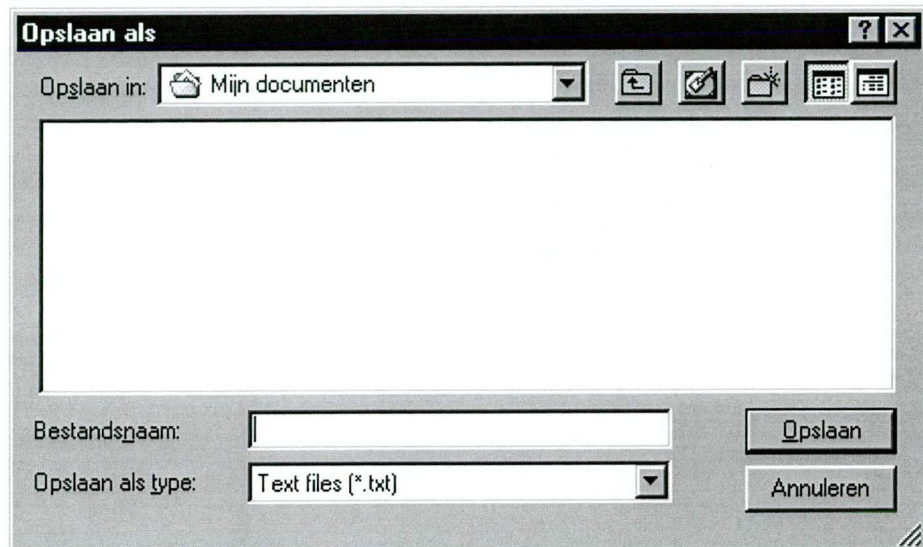 Opslaan als
Opslaan in: Mijn documenten
Bestandsnaam:
Opslaan
Opslaan als type: Text files (*.txt)
Annuleren